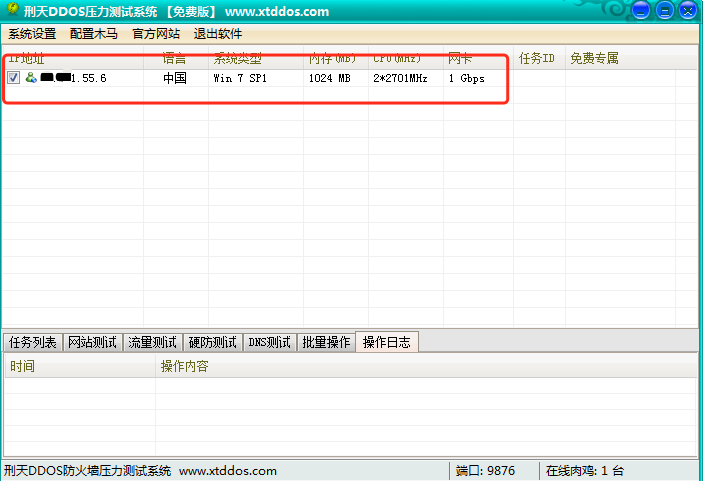 刑天DDOS压力测试系统 【免费版】 www.xtddos.com
系统设置 配置木马 官方网站 退出软件
IP地址 语言 系统类型 内存(MB) CPU(MHz) 网卡 任务ID 免费专属
1.55.6 中国 Win 7 SP1 1024 MB 2*2701MHz 1 Gbps
任务列表 网站测试 流量测试 硬防测试 DNS测试 批量操作 操作日志
时间 操作内容
刑天DDOS防火墙压力测试系统 www.xtddos.com 端口: 9876 在线肉鸡: 1 台